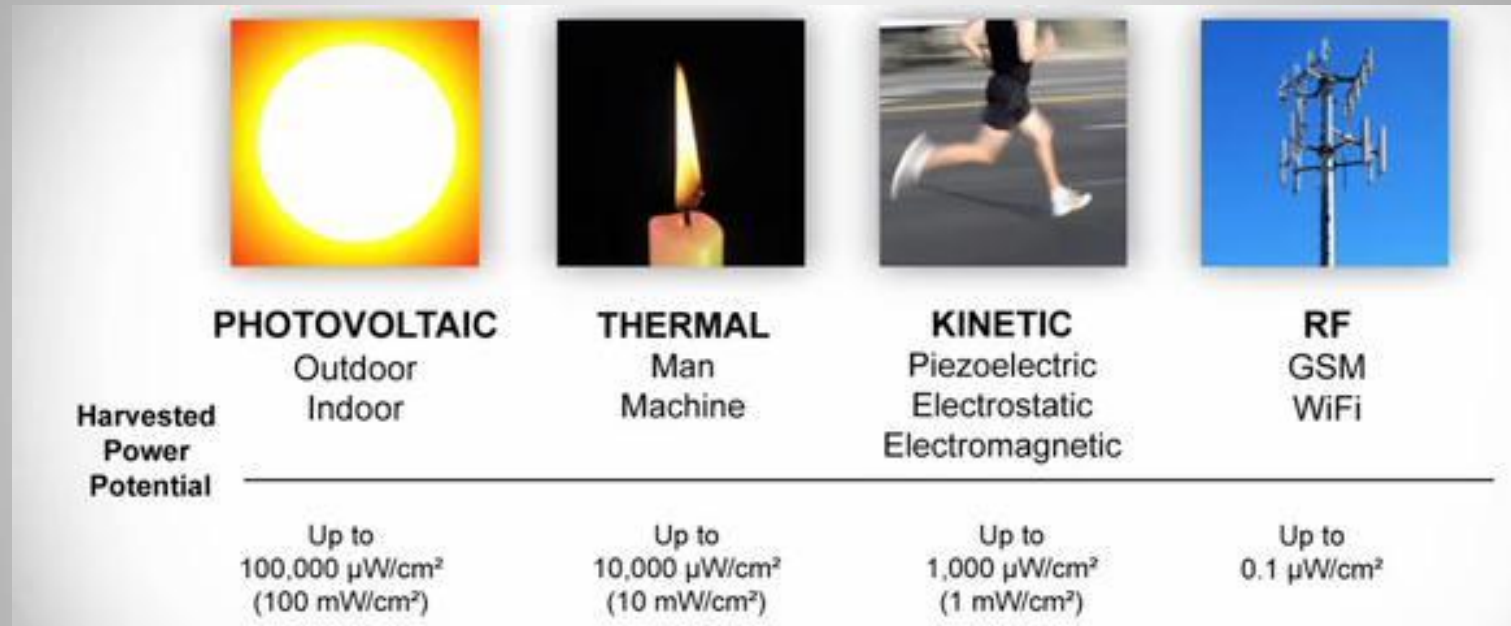 PHOTOVOLTAIC
Outdoor
Indoor
THERMAL
Man
Machine
KINETIC
Piezoelectric
Electrostatic
Electromagnetic
RF
GSM
WiFi
Harvested
Power
Potential
Up to
100,000 µW/cm²
(100 mW/cm²)
Up to
10,000 µW/cm²
(10 mW/cm²)
Up to
1,000 µW/cm²
(1 mW/cm²)
Up to
0.1 µW/cm²